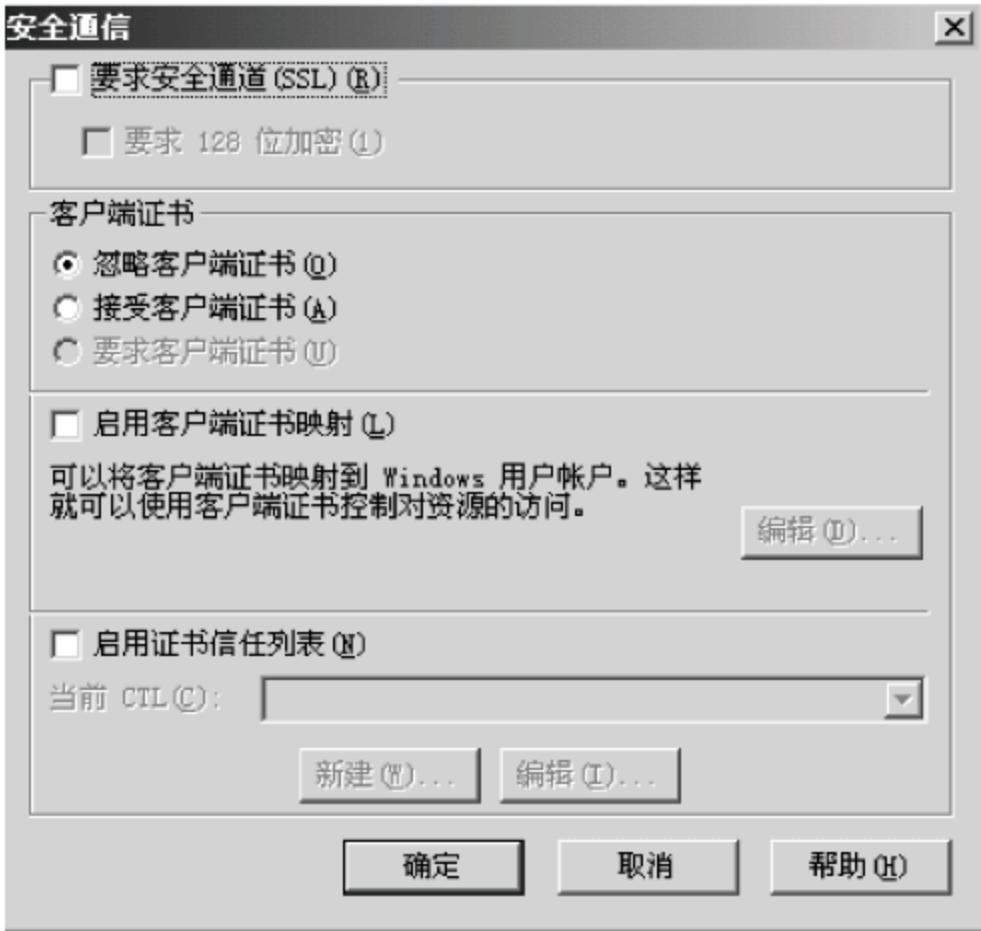 安全通信
要求安全通道(SSL)(R)
要求 128 位加密(1)
客户端证书
忽略客户端证书(O)
接受客户端证书(A)
要求客户端证书(U)
启用客户端证书映射(L)
可以将客户端证书映射到 Windows 用户帐户。这样
就可以使用客户端证书控制对资源的访问。
编辑(D)...
启用证书信任列表(N)
当前 CTL(C):
新建(W)... 编辑(I)...
确定 取消 帮助(H)